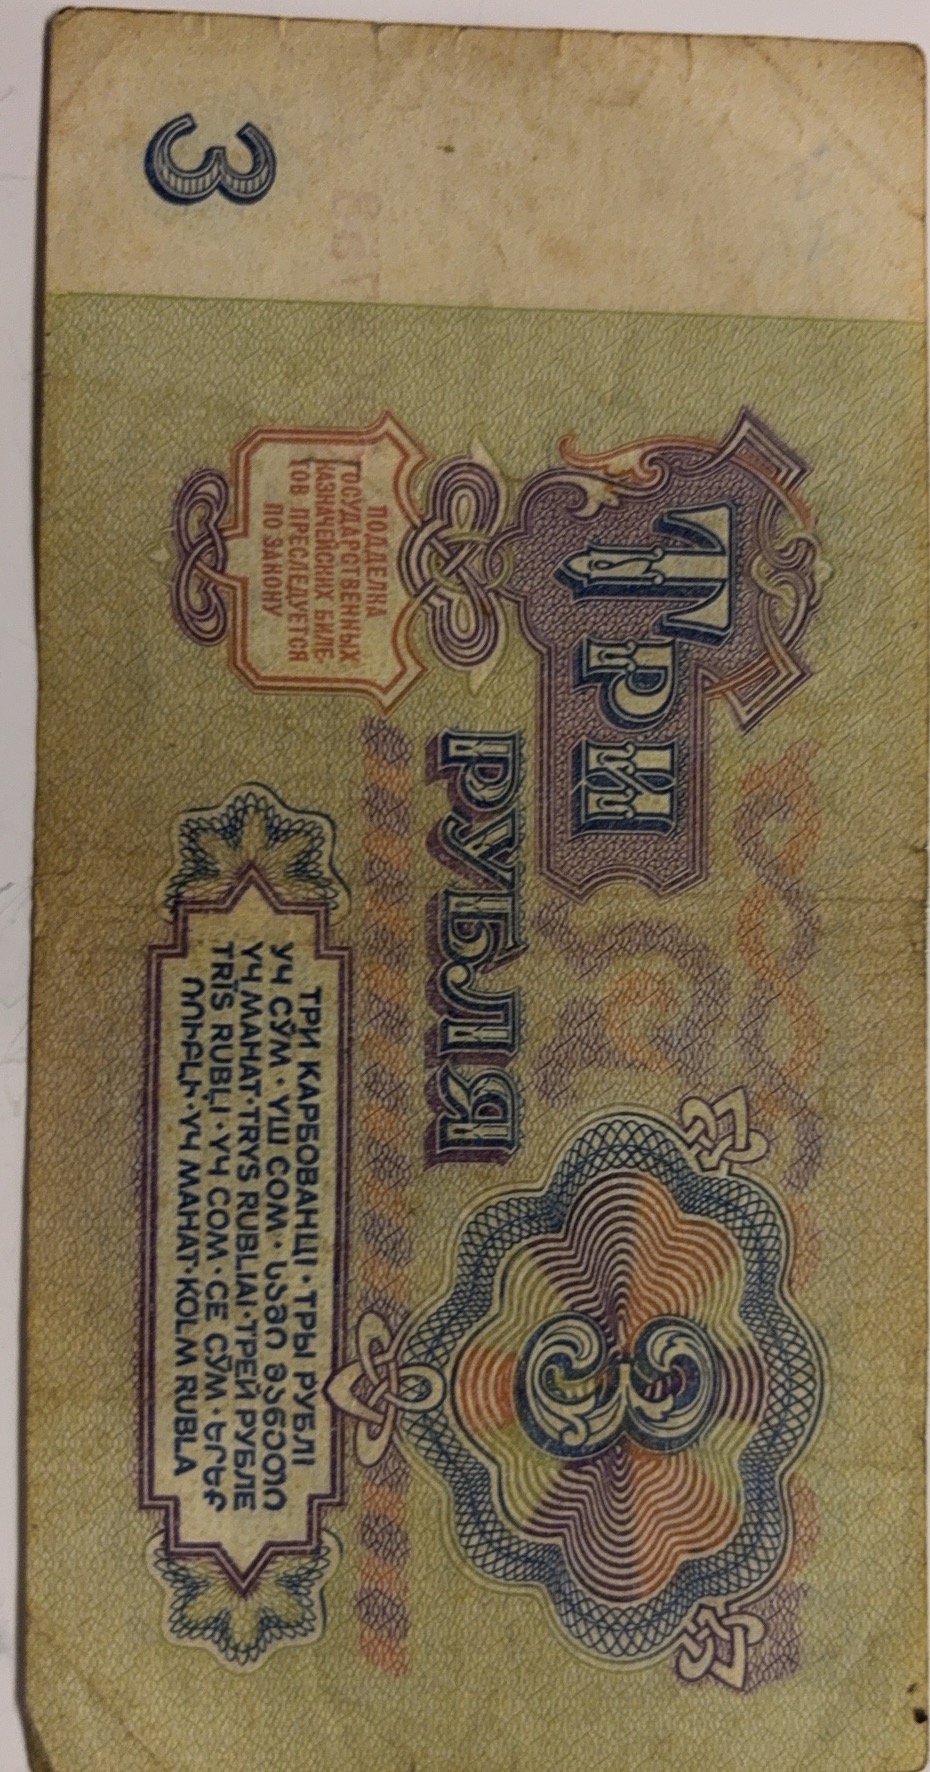 3
ТРИ
РУБЛЯ
3
ПОДДЕЛКА
ГОСУДАРСТВЕННЫХ
КАЗНАЧЕЙСКИХ БИЛЕ-
ТОВ ПРЕСЛЕДУЕТСЯ
ПО ЗАКОНУ
ТРИ КАРБОВАНЦІ · ТРЫ РУБЛІ
УЧ СЎМ · ҮШ СОМ · ᲡᲐᲛᲘ ᲛᲐᲜᲔᲗᲘ
ҮЧ МАНАТ · TRYS RUBLIAI · ТРЕЙ РУБЛЕ
TRĪS RUBĻI · ҮЧ СОМ · СЕ СӮМ · ԵՐԵՔ
ՌՈՒԲԼԻ · ҮЧ МАНАТ · KOLM RUBLA